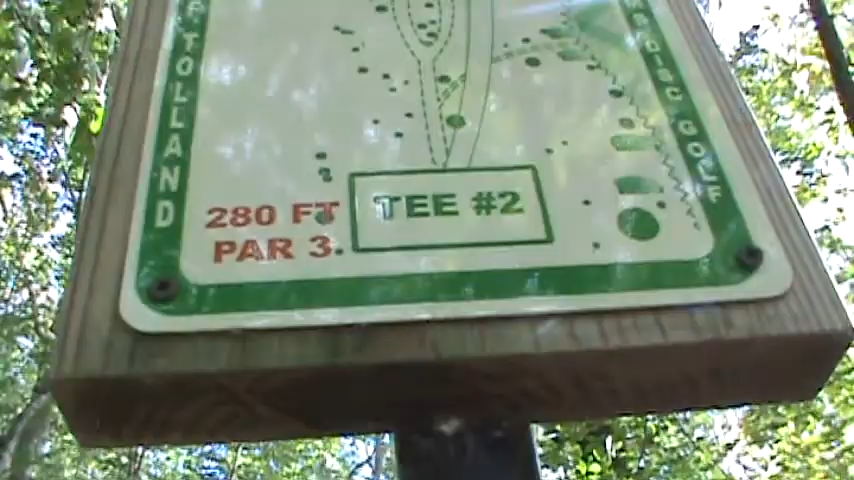 TOLLAND
DISC GOLF
280 FT
PAR 3.
TEE #2